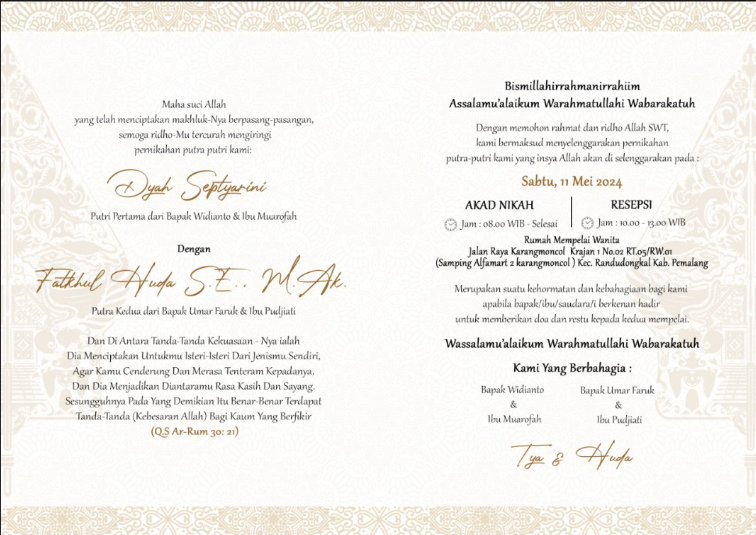 Maha suci Allah
yang telah menciptakan makhluk-Nya berpasang-pasangan,
semoga ridho-Mu tercurah mengiringi
pernikahan putra putri kami:
Dyah Septyarini
Putri Pertama dari Bapak Widianto & Ibu Muarofah
Dengan
Fatkhul Huda S.E., M.Ak.
Putra Kedua dari Bapak Umar Faruk & Ibu Pudjiati
Dan Di Antara Tanda-Tanda Kekuasaan - Nya ialah
Dia Menciptakan Untukmu Isteri-Isteri Dari Jenismu Sendiri,
Agar Kamu Cenderung Dan Merasa Tenteram Kepadanya,
Dan Dia Menjadikan Diantaramu Rasa Kasih Dan Sayang.
Sesungguhnya Pada Yang Demikian Itu Benar-Benar Terdapat
Tanda-Tanda (Kebesaran Allah) Bagi Kaum Yang Berfikir
(Q.S Ar-Rum 30: 21)
Bismillahirrahmanirrahiim
Assalamu'alaikum Warahmatullahi Wabarakatuh
Dengan memohon rahmat dan ridho Allah SWT,
kami bermaksud menyelenggarakan pernikahan
putra-putri kami yang insya Allah akan di selenggarakan pada :
Sabtu, 11 Mei 2024
AKAD NIKAH
Jam : 08.00 WIB - Selesai
RESEPSI
Jam : 10.00 - 13.00 WIB
Rumah Mempelai Wanita
Jalan Raya Karangmoncol Krajan 1 No.02 RT.05/RW.01
(Samping Alfamart 2 karangmoncol ) Kec. Randudongkal Kab. Pemalang
Merupakan suatu kehormatan dan kebahagiaan bagi kami
apabila bapak/ibu/saudara/i berkenan hadir
untuk memberikan doa dan restu kepada kedua mempelai.
Wassalamu'alaikum Warahmatullahi Wabarakatuh
Kami Yang Berbahagia :
Bapak Widianto
&
Ibu Muarofah
Bapak Umar Faruk
&
Ibu Pudjiati
Tya & Huda